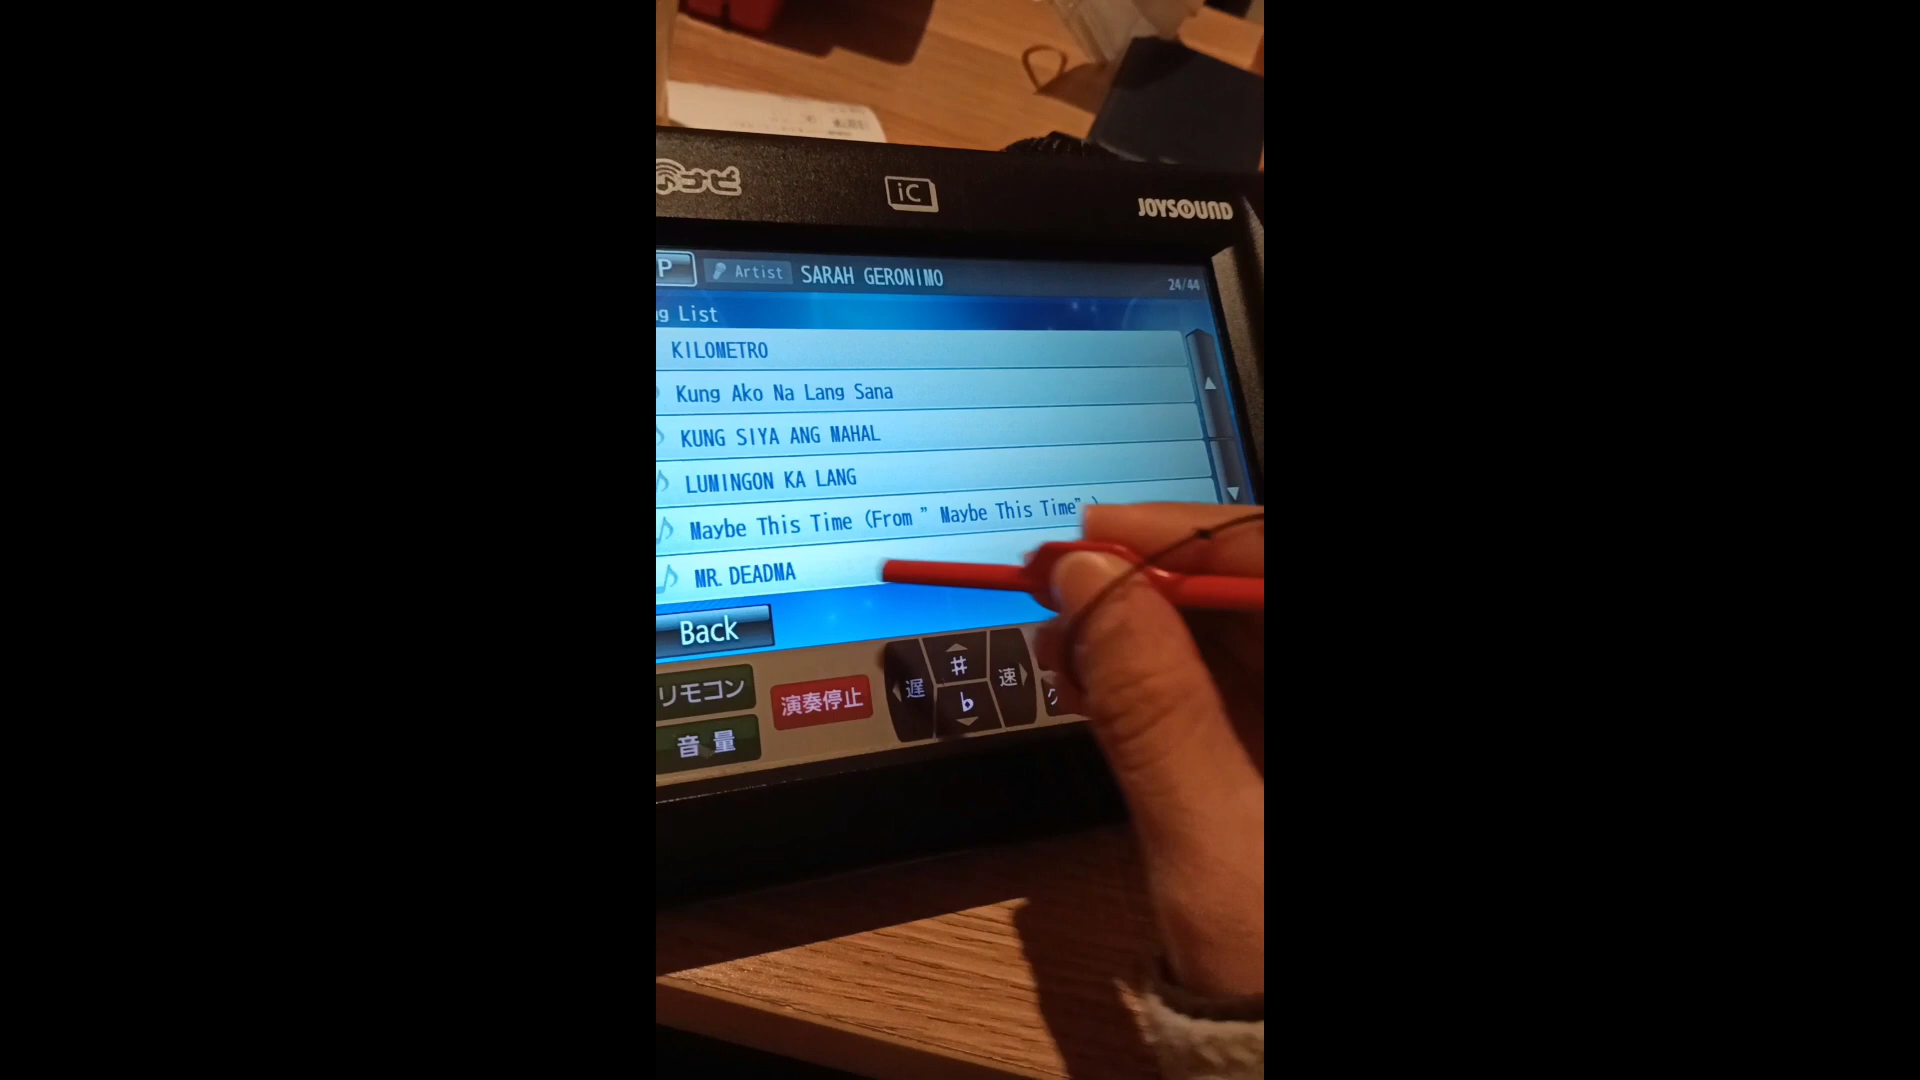 ナビ
iC
JOYSOUND
P
Artist SARAH GERONIMO
24/44
g List
KILOMETRO
Kung Ako Na Lang Sana
KUNG SIYA ANG MAHAL
LUMINGON KA LANG
Maybe This Time (From ” Maybe This Time” )
MR. DEADMA
Back
リモコン
演奏停止
遅
♯
♭
速
音量